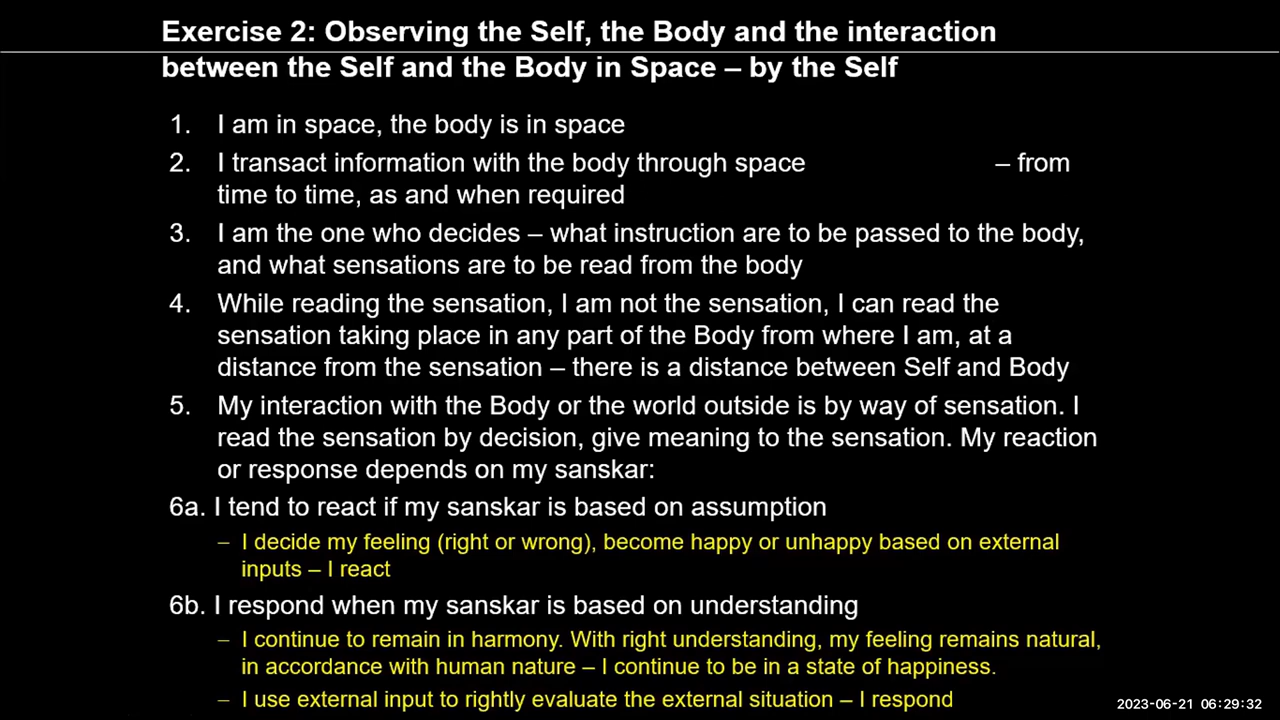 Exercise 2: Observing the Self, the Body and the interaction
between the Self and the Body in Space – by the Self
1. I am in space, the body is in space
2. I transact information with the body through space – from
time to time, as and when required
3. I am the one who decides – what instruction are to be passed to the body,
and what sensations are to be read from the body
4. While reading the sensation, I am not the sensation, I can read the
sensation taking place in any part of the Body from where I am, at a
distance from the sensation – there is a distance between Self and Body
5. My interaction with the Body or the world outside is by way of sensation. I
read the sensation by decision, give meaning to the sensation. My reaction
or response depends on my sanskar:
6a. I tend to react if my sanskar is based on assumption
– I decide my feeling (right or wrong), become happy or unhappy based on external
inputs – I react
6b. I respond when my sanskar is based on understanding
– I continue to remain in harmony. With right understanding, my feeling remains natural,
in accordance with human nature – I continue to be in a state of happiness.
– I use external input to rightly evaluate the external situation – I respond
2023-06-21 06:29:32